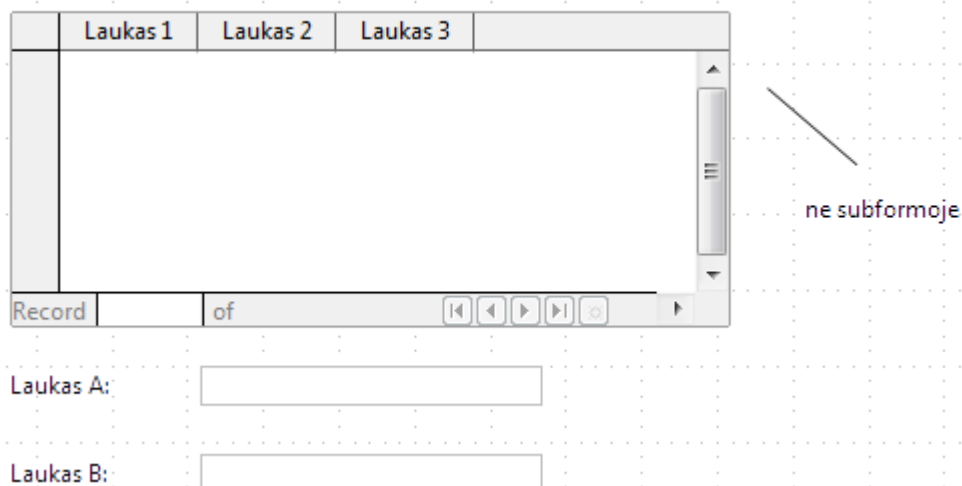 Laukas 1 Laukas 2 Laukas 3
ne subformoje
Record of
Laukas A:
Laukas B: